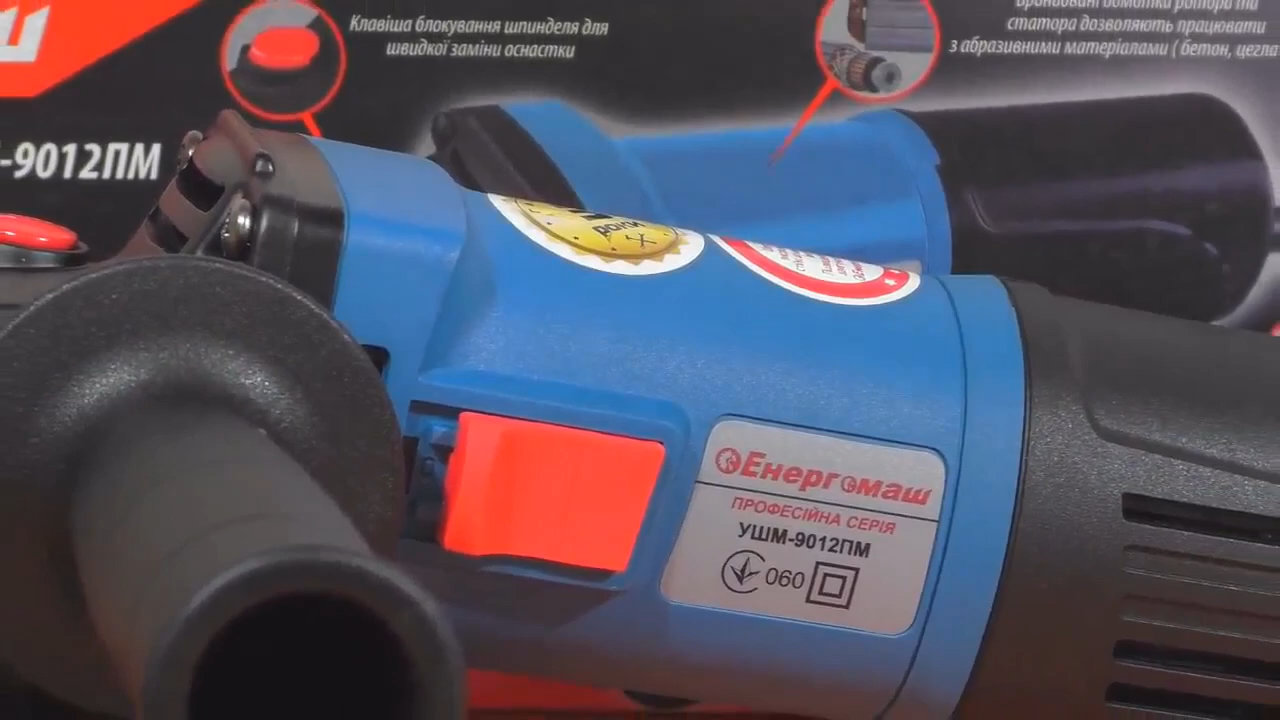 Клавіша блокування шпинделя для
швидкої заміни оснастки
статора дозволяють працювати
з абразивними матеріалами ( бетон, цегла
-9012ПМ
роки
Енергомаш
ПРОФЕСІЙНА СЕРІЯ
УШМ-9012ПМ
060